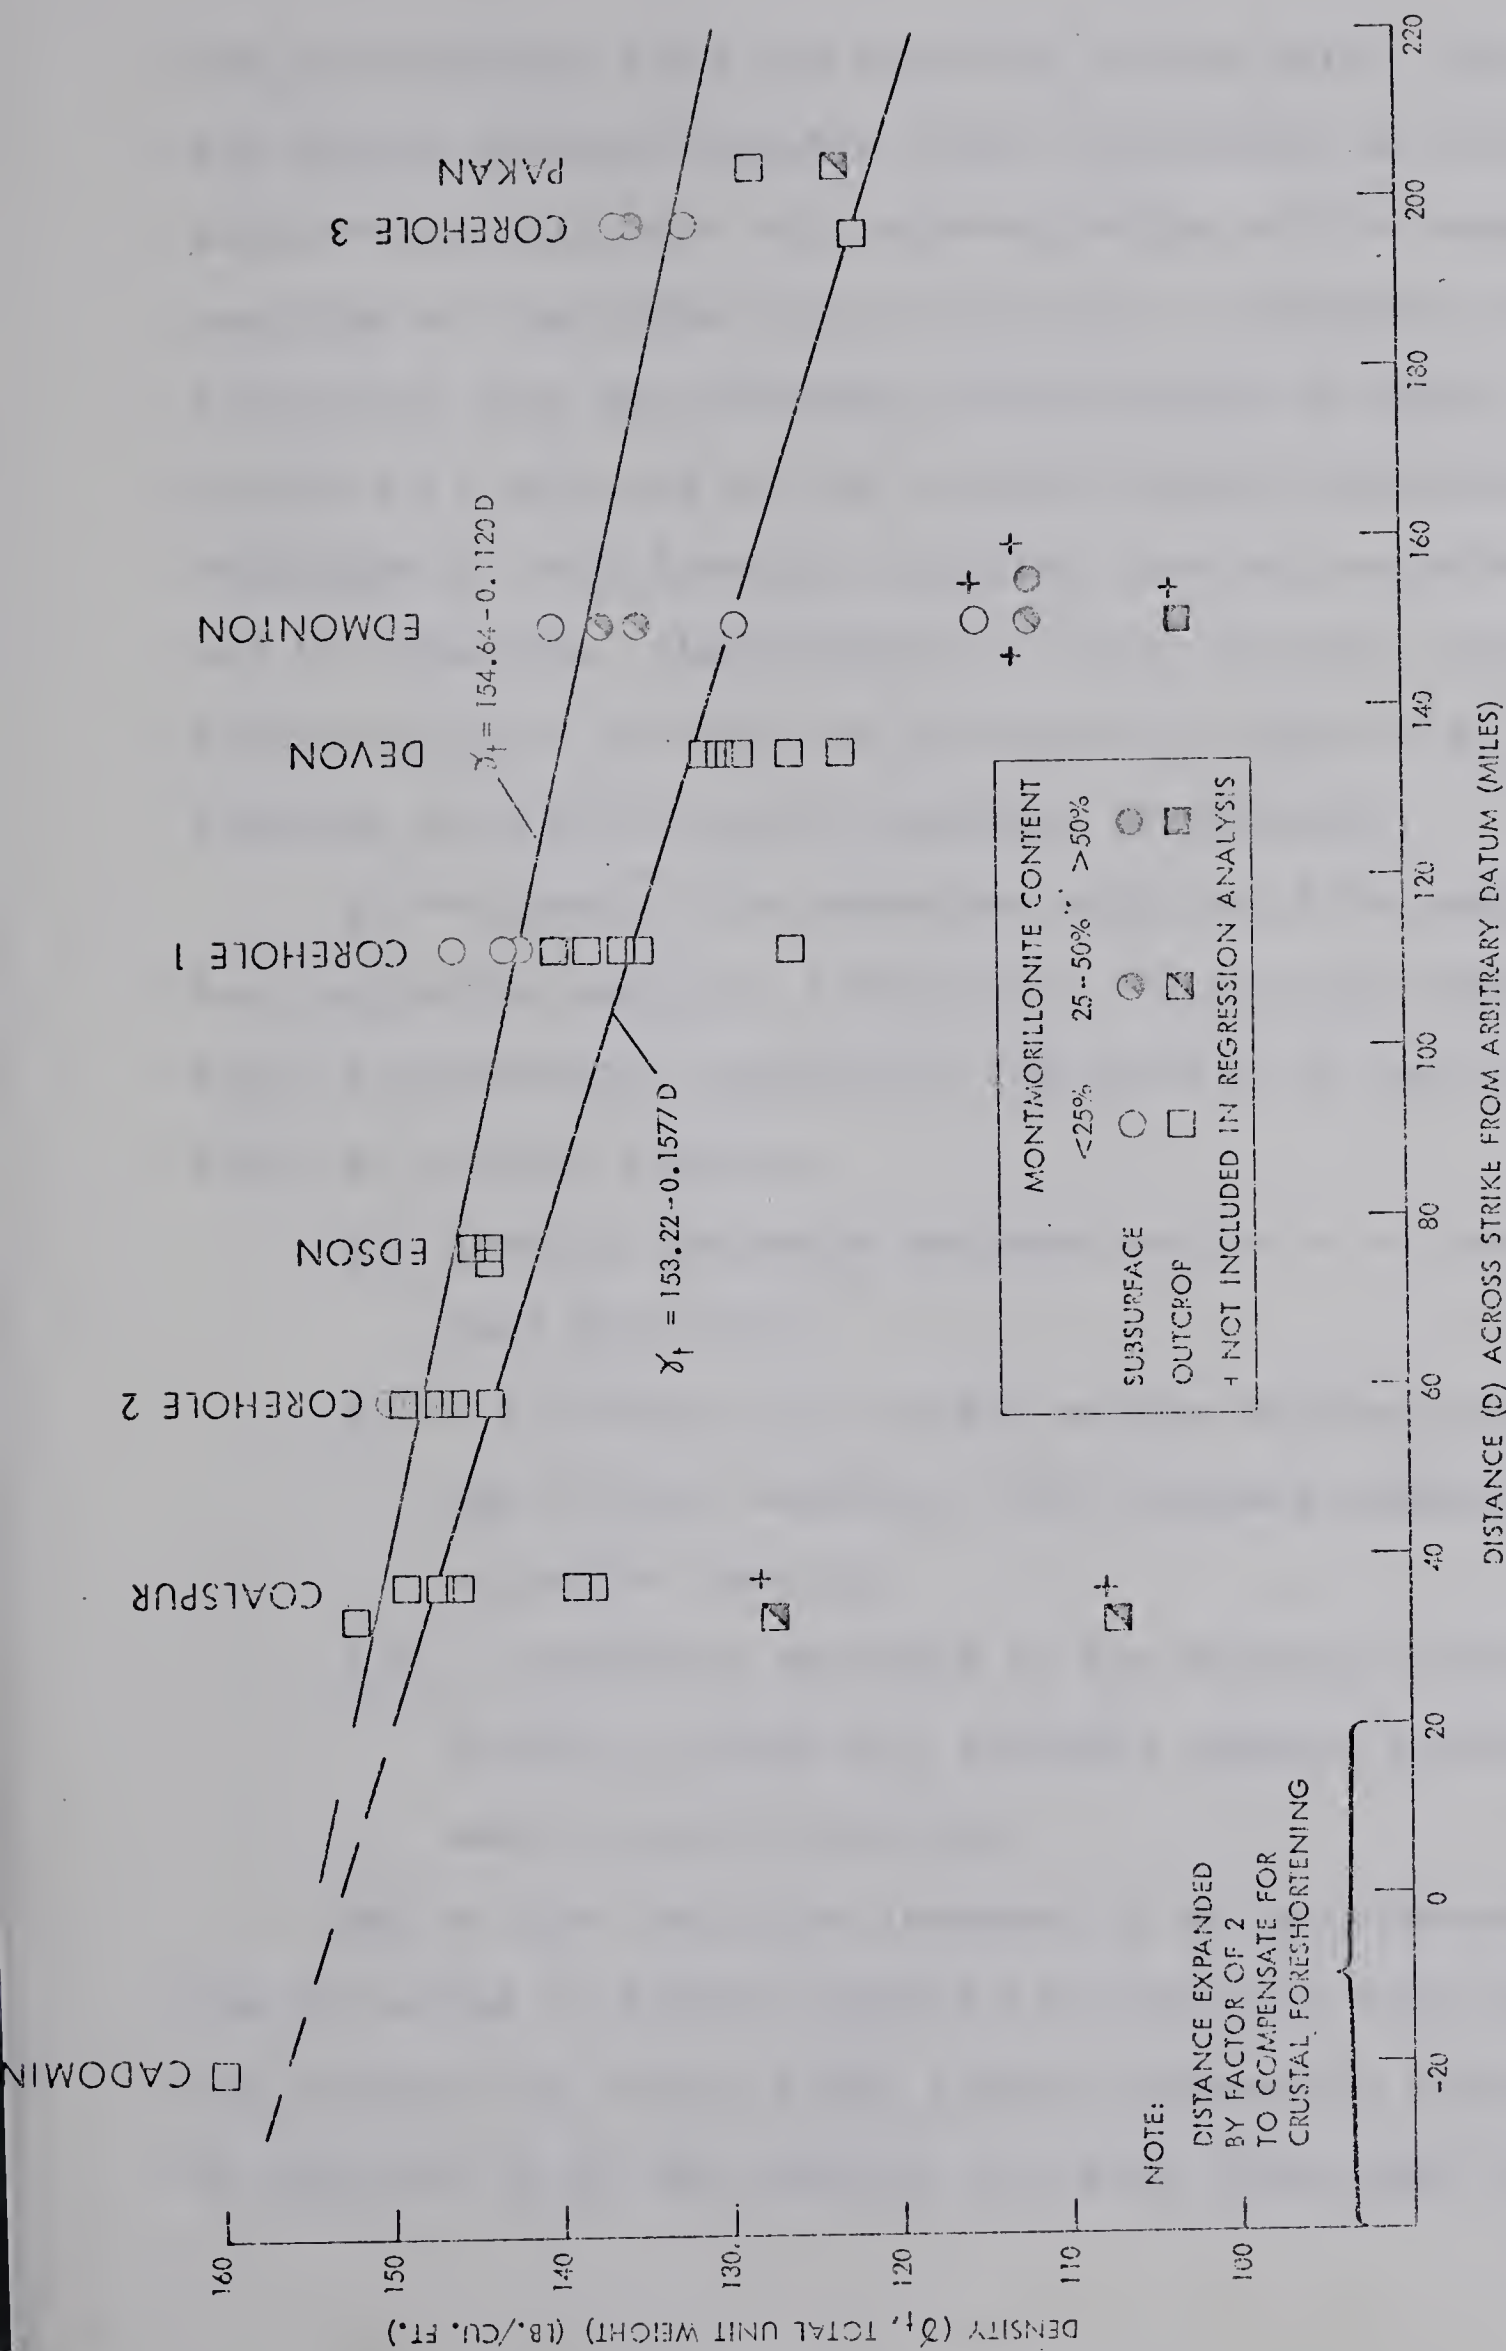 DENSITY (γt, TOTAL UNIT WEIGHT) (LB./CU. FT.)
160
150
140
130.
120
110
100
CADOMIN
COALSPUR
COREHOLE 2
EDSON
COREHOLE 1
DEVON
EDMONTON
COREHOLE 3
PAKAN
γt = 154.64-0.1120 D
γt = 153.22-0.1577 D
MONTMORILLONITE CONTENT
<25% 25-50% >50%
SUBSURFACE
OUTCROP
+ NOT INCLUDED IN REGRESSION ANALYSIS
NOTE:
DISTANCE EXPANDED
BY FACTOR OF 2
TO COMPENSATE FOR
CRUSTAL FORESHORTENING
-20 0 20 40 60 80 100 120 140 160 180 200 220
DISTANCE (D) ACROSS STRIKE FROM ARBITRARY DATUM (MILES)